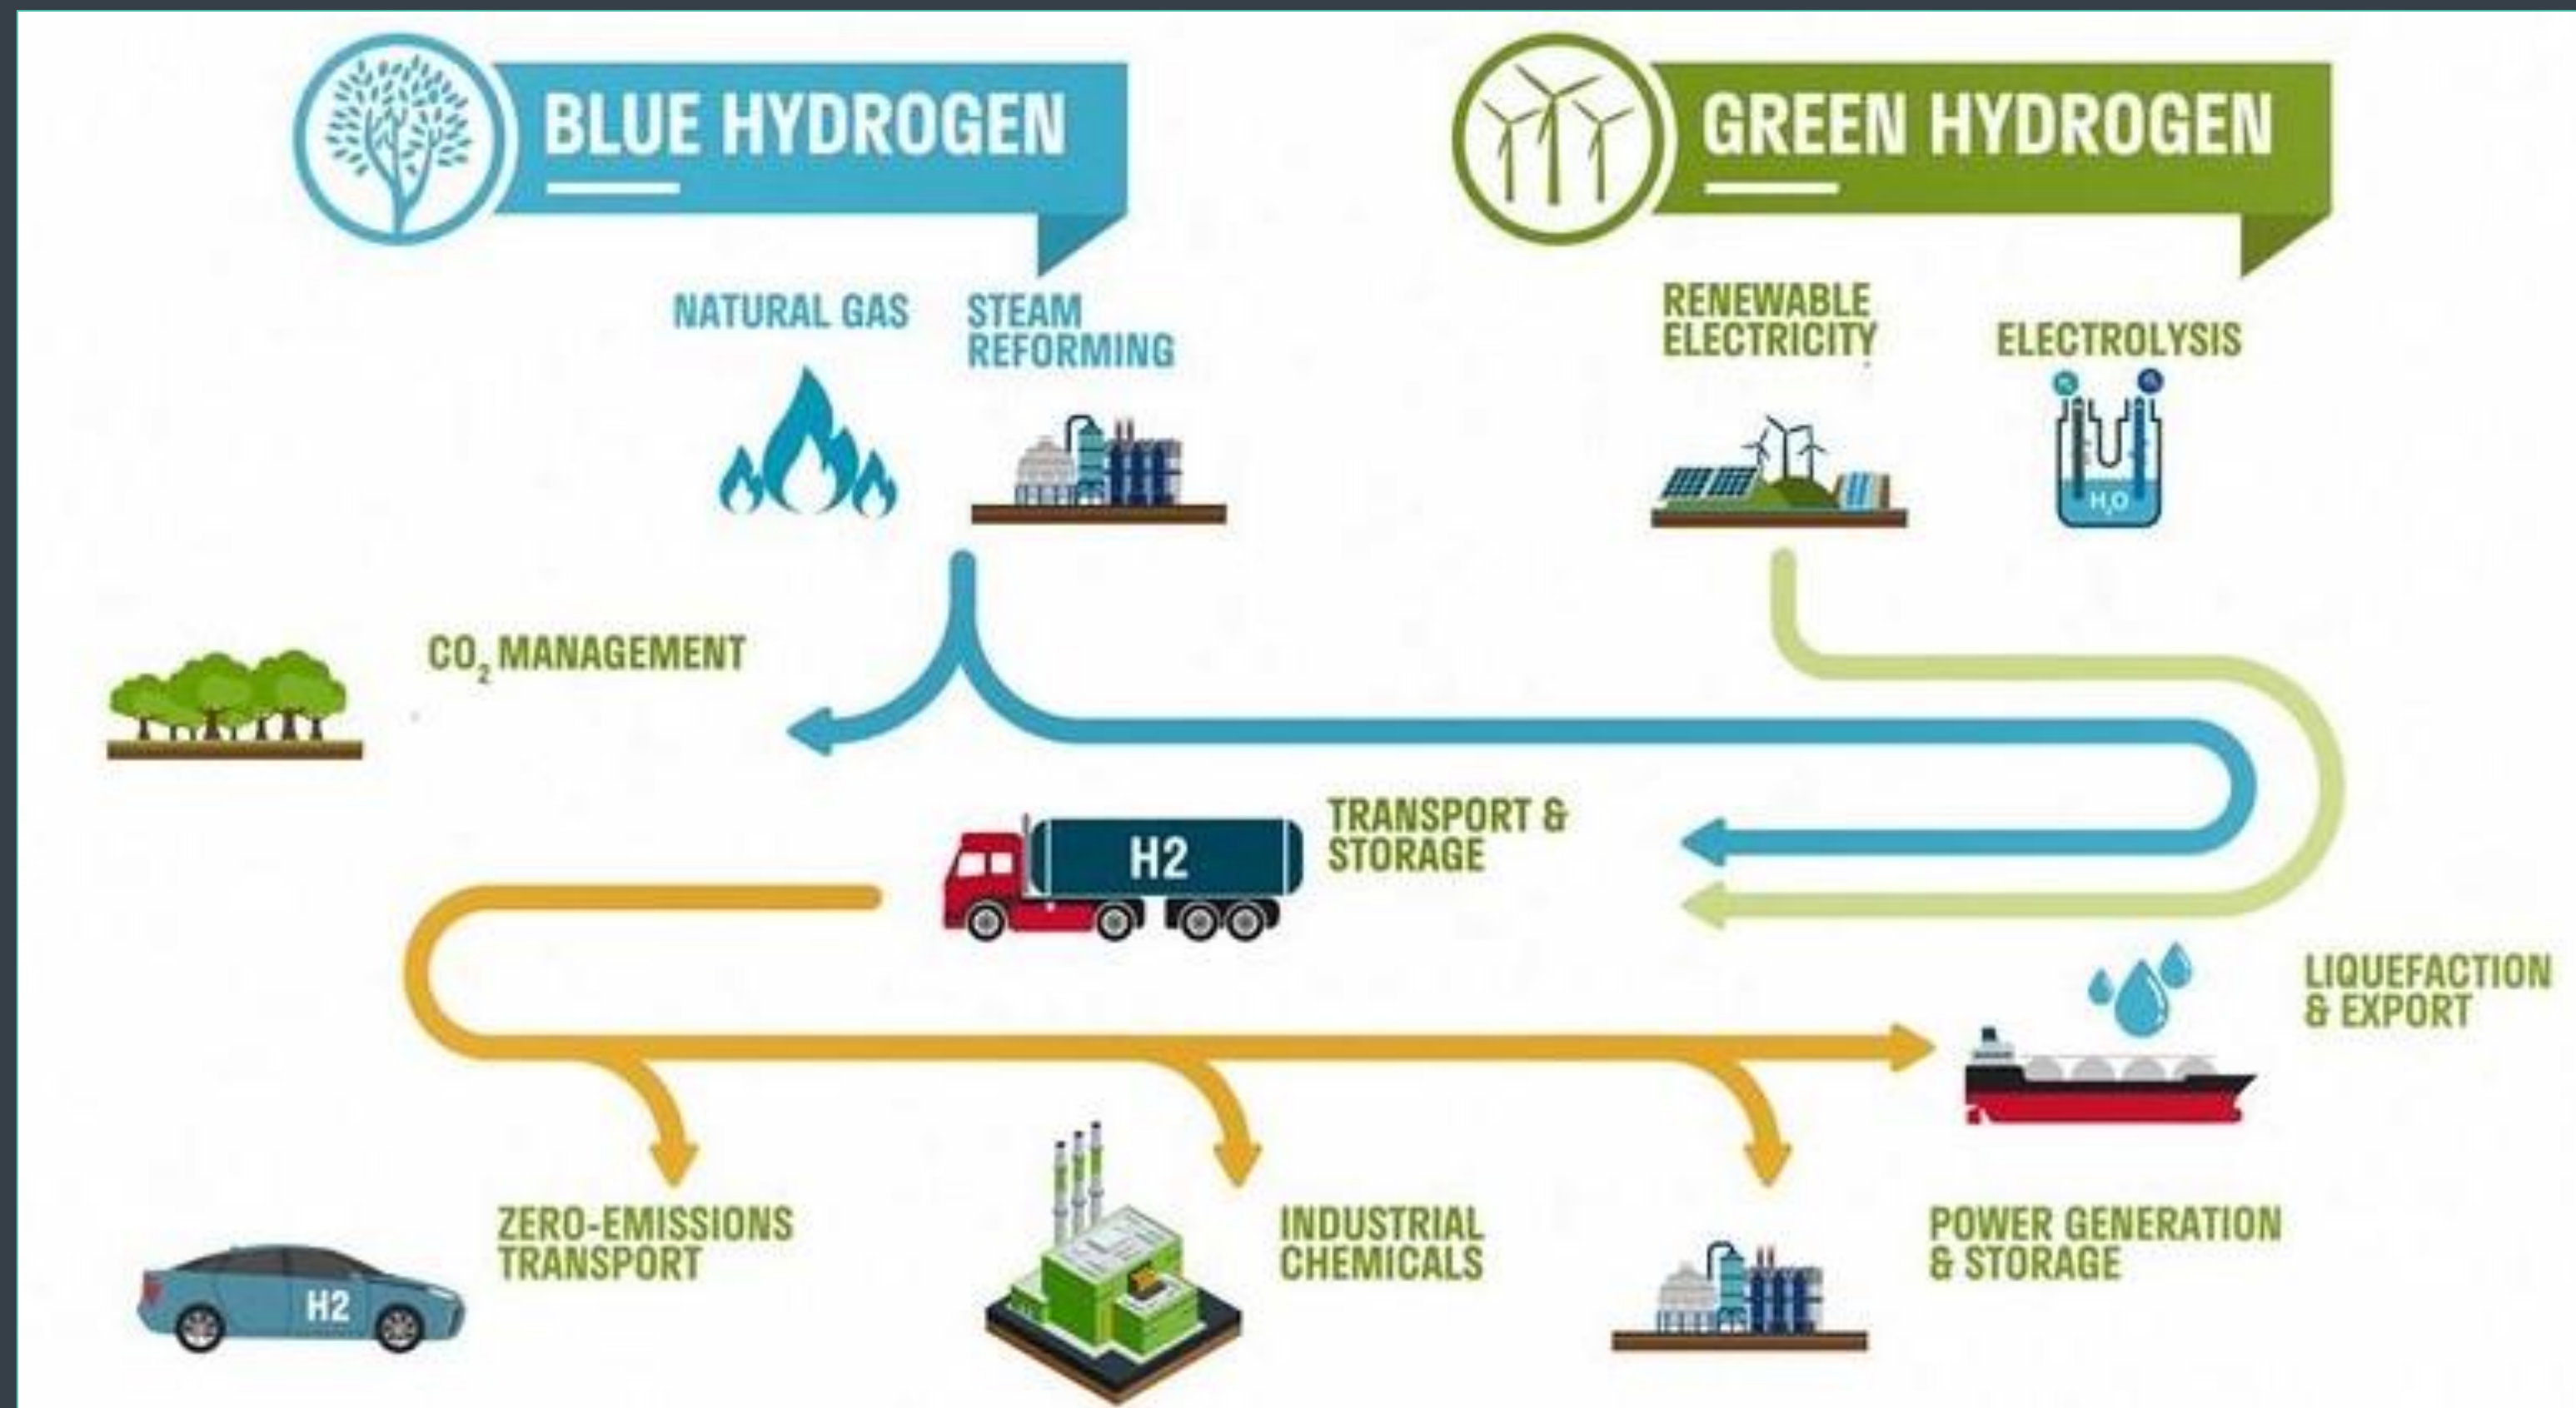 BLUE HYDROGEN
GREEN HYDROGEN
NATURAL GAS
STEAM
REFORMING
RENEWABLE
ELECTRICITY
ELECTROLYSIS
H₂O
CO₂ MANAGEMENT
H2
TRANSPORT &
STORAGE
LIQUEFACTION
& EXPORT
H2
ZERO-EMISSIONS
TRANSPORT
INDUSTRIAL
CHEMICALS
POWER GENERATION
& STORAGE